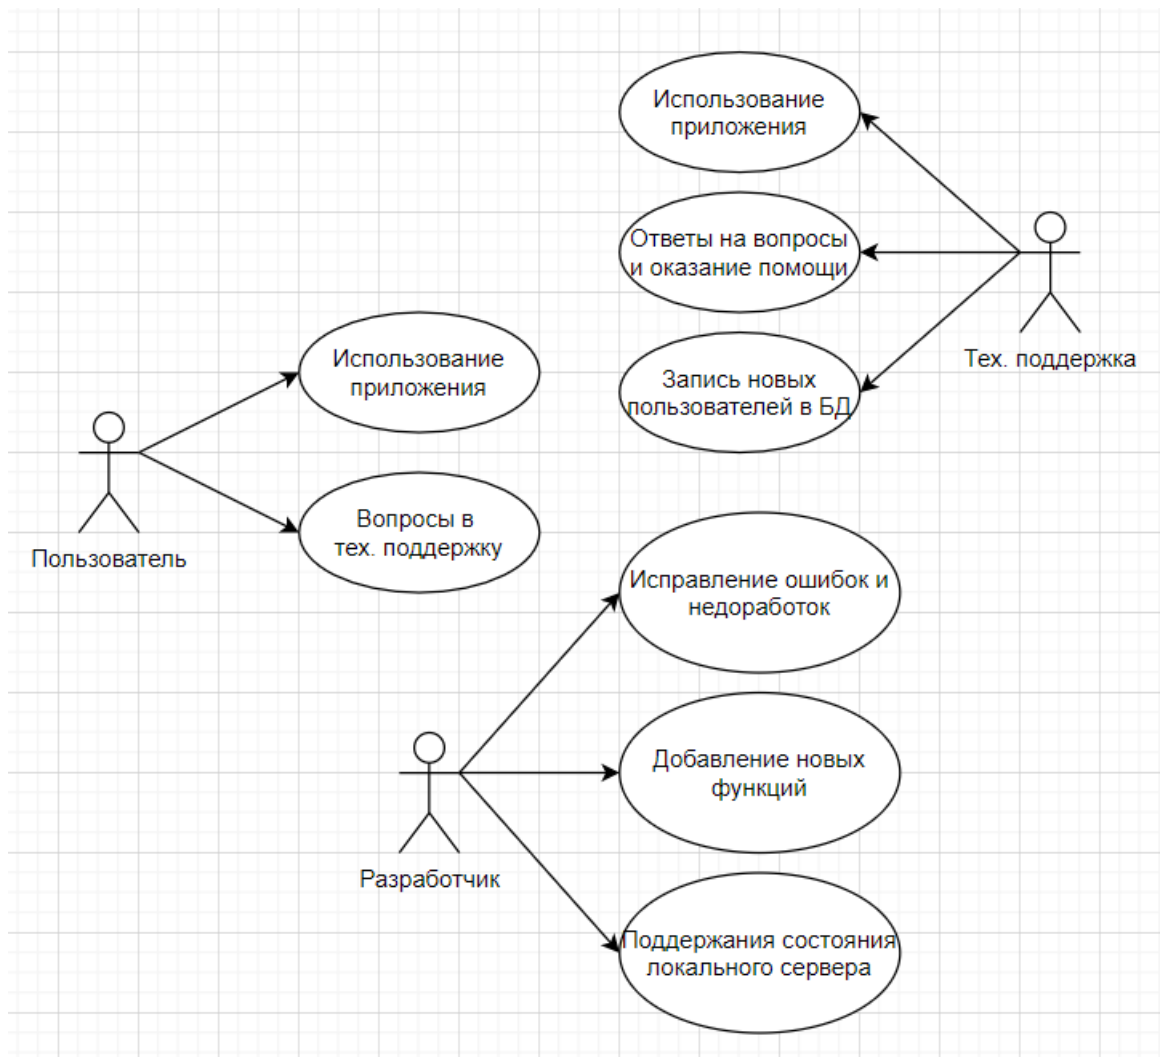 Использование
приложения
Ответы на вопросы
и оказание помощи
Запись новых
пользователей в БД
Тех. поддержка
Использование
приложения
Вопросы в
тех. поддержку
Пользователь
Исправление ошибок и
недоработок
Добавление новых
функций
Поддержания состояния
локального сервера
Разработчик